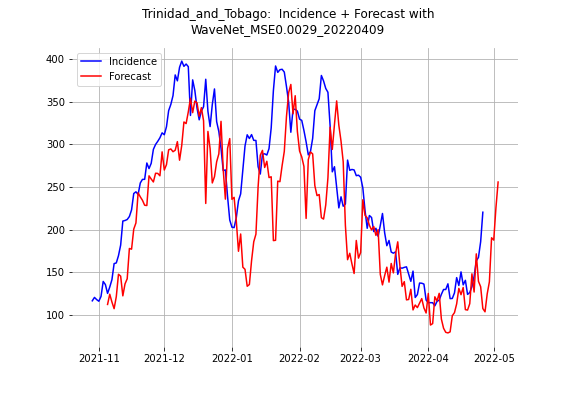 Trinidad_and_Tobago:  Incidence + Forecast with
WaveNet_MSE0.0029_20220409
Incidence
Forecast
400
350
300
250
200
150
100
2021-11 2021-12 2022-01 2022-02 2022-03 2022-04 2022-05